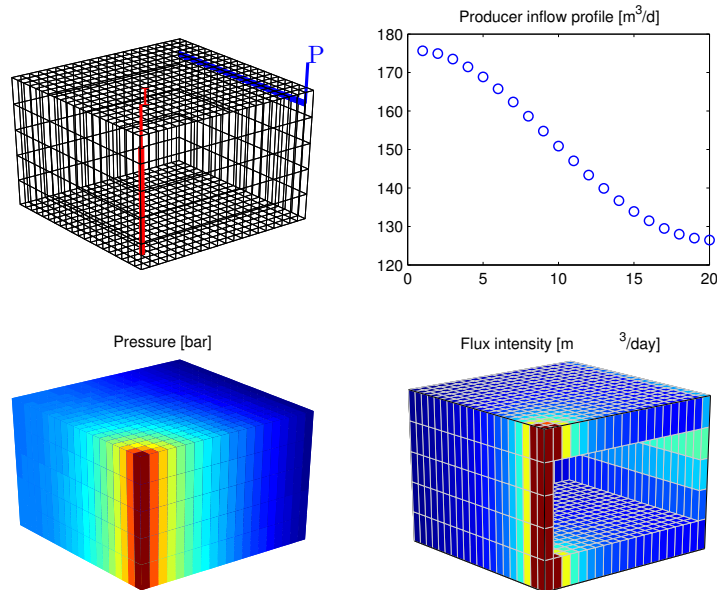 P
I
Producer inflow profile [m³/d]
180
170
160
150
140
130
120
0
5
10
15
20
Pressure [bar]
Flux intensity [m ³/day]